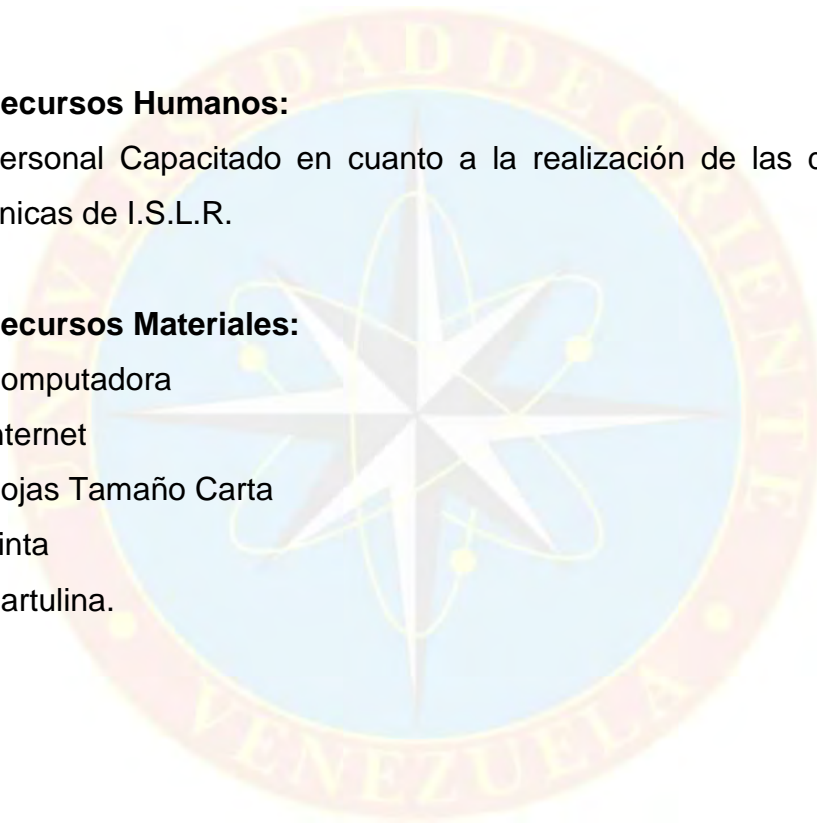 UNIVERSIDAD DE ORIENTE
ecursos Humanos:
ersonal Capacitado en cuanto a la realización de las c
nicas de I.S.L.R.
ecursos Materiales:
omputadora
nternet
ojas Tamaño Carta
inta
artulina.
VENEZUELA